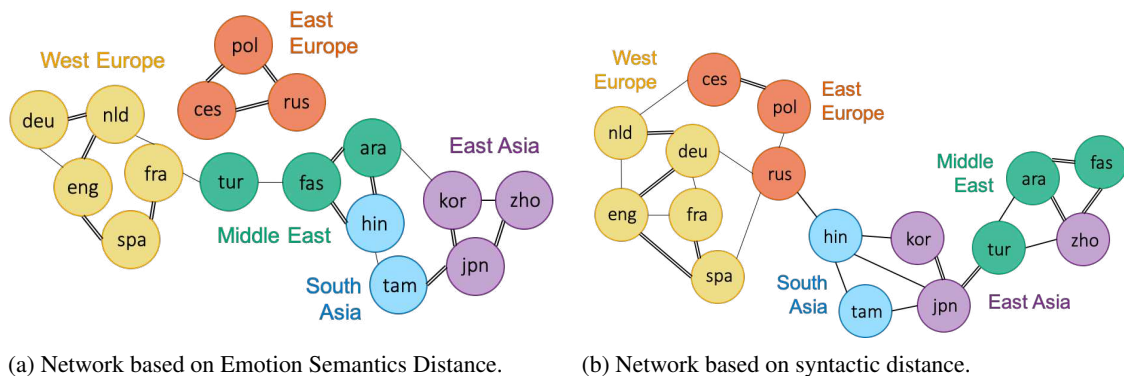 East
Europe
West Europe
pol
ces
rus
deu
nld
eng
fra
spa
tur
fas
ara
Middle East
hin
South
Asia
tam
East Asia
kor
zho
jpn
(a) Network based on Emotion Semantics Distance.
West
Europe
ces
pol
East
Europe
nld
deu
rus
eng
fra
spa
hin
kor
South
Asia
tam
jpn
East Asia
Middle
East
ara
fas
tur
zho
(b) Network based on syntactic distance.